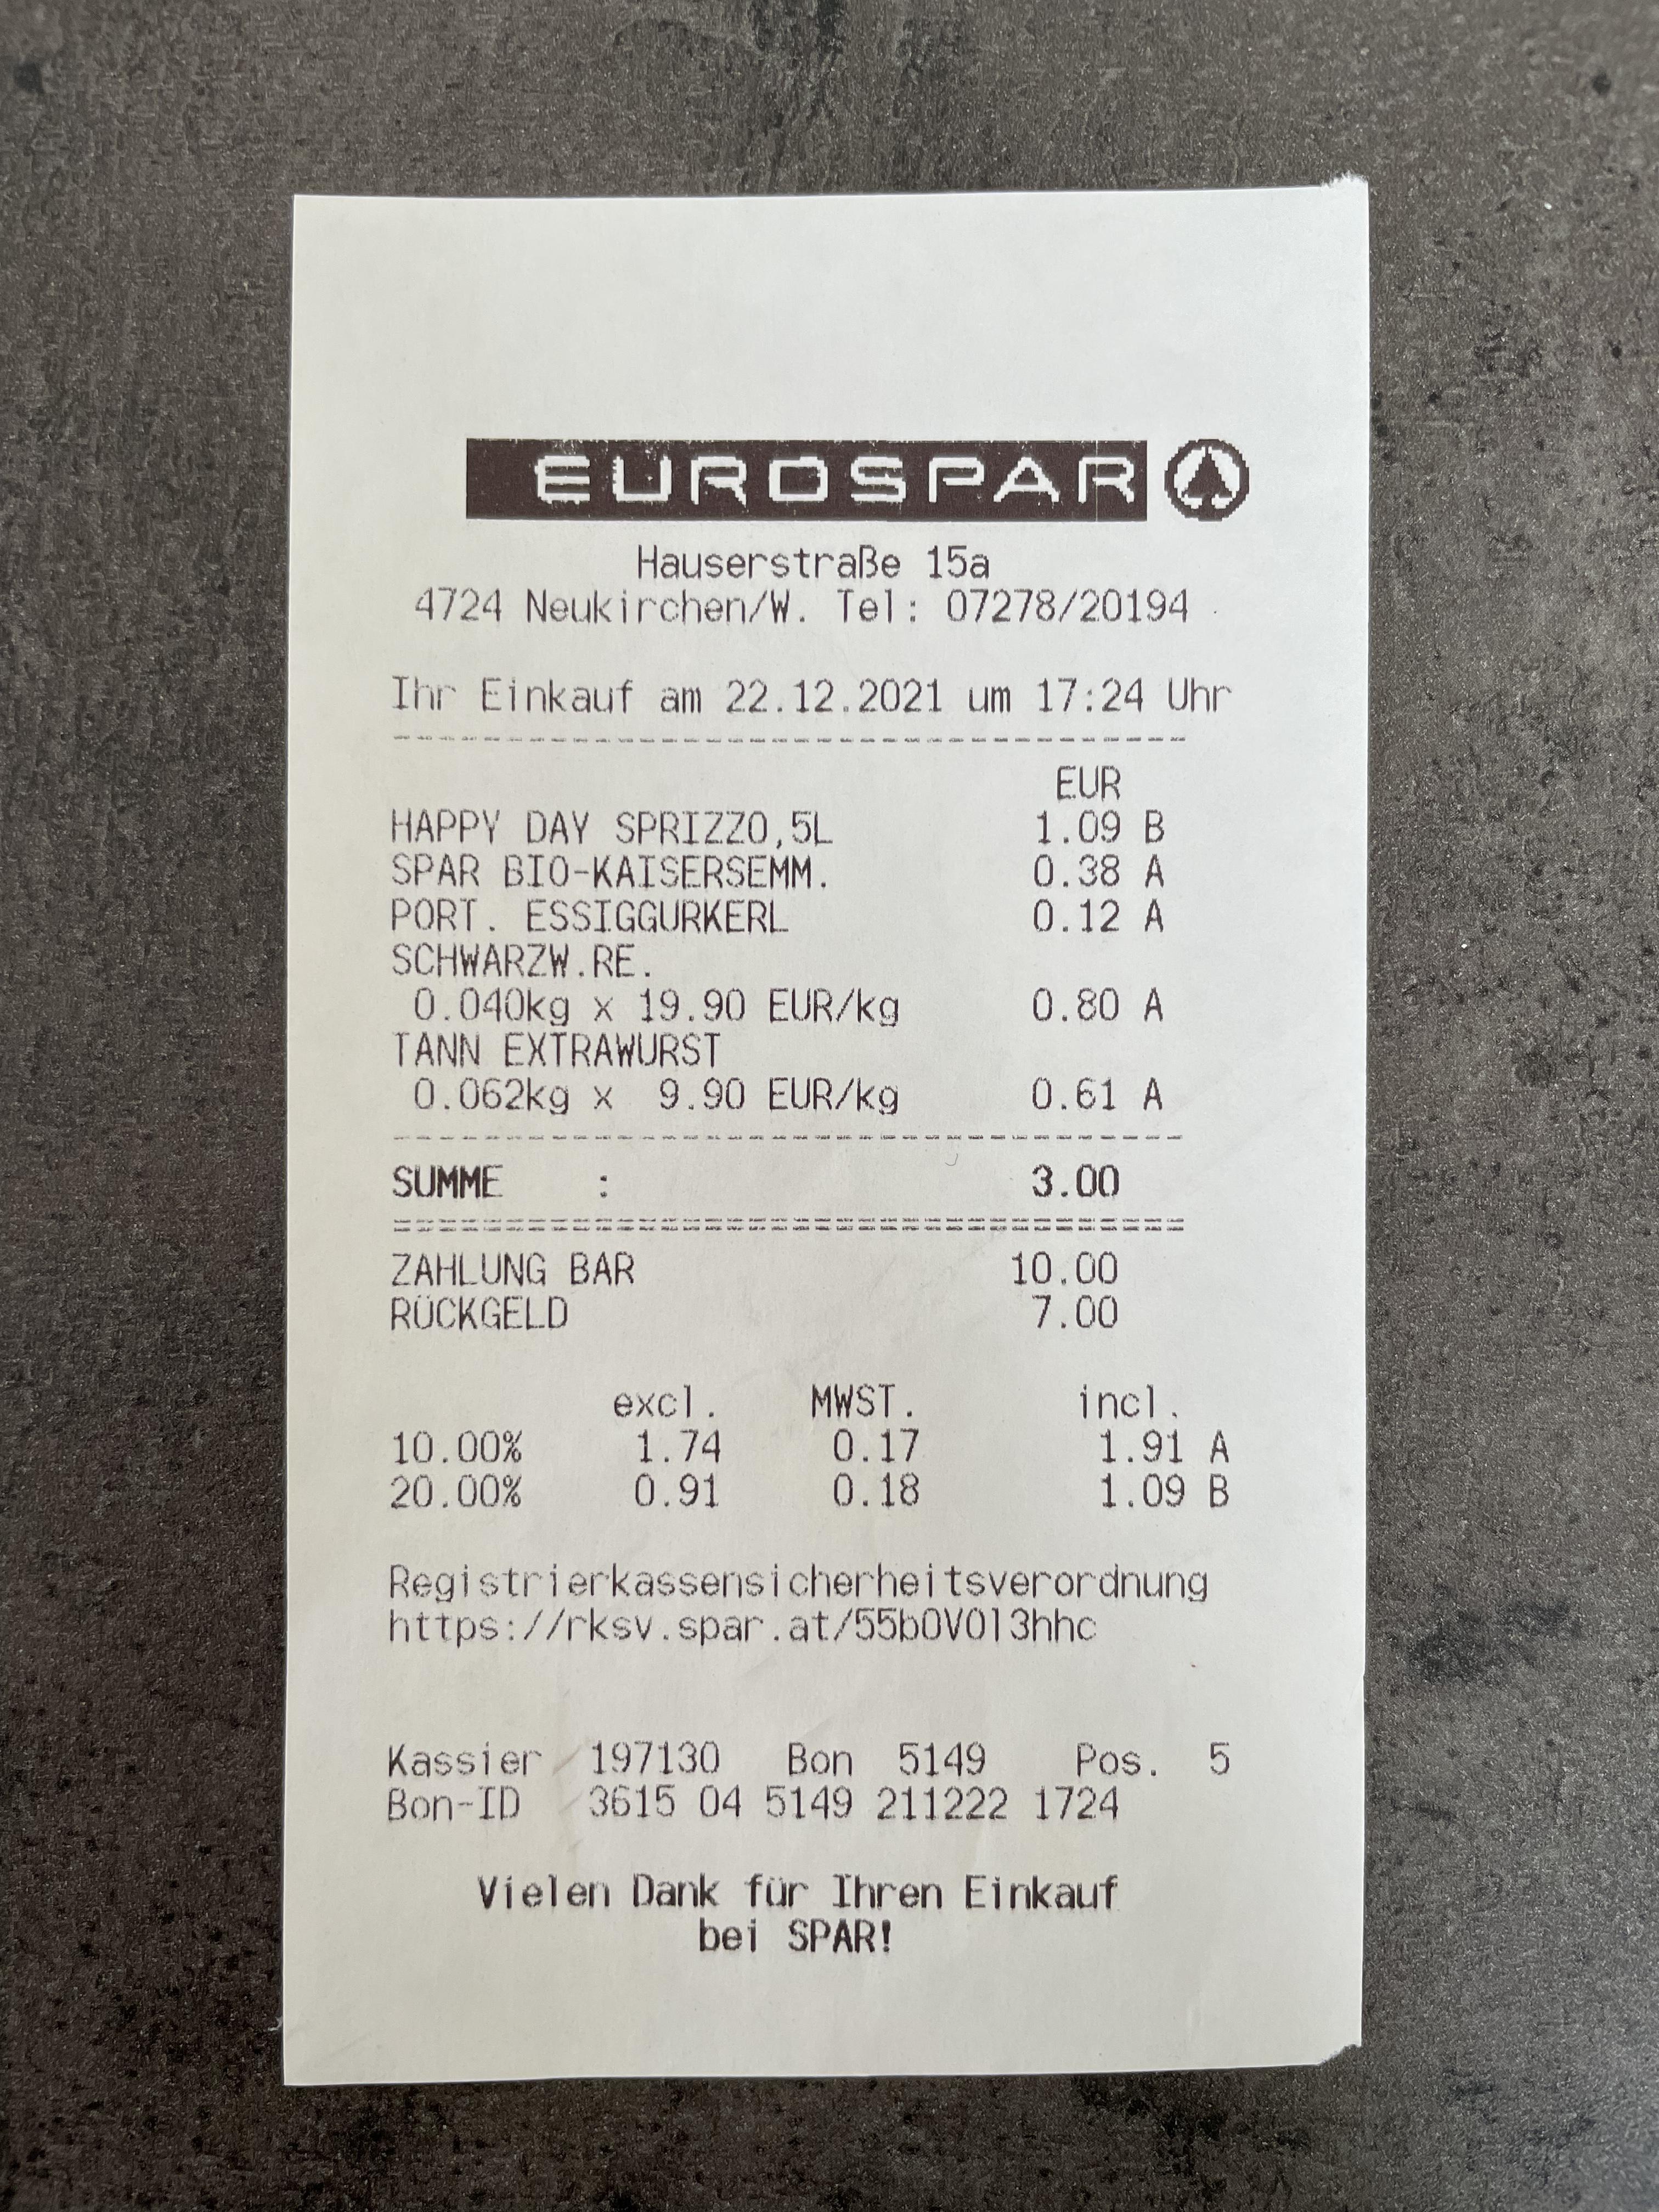 EUROSPAR
Hauserstraße 15a
4724 Neukirchen/W. Tel: 07278/20194
Ihr Einkauf am 22.12.2021 um 17:24 Uhr
EUR
HAPPY DAY SPRIZZO,5L 1.09 B
SPAR BIO-KAISERSEMM. 0.38 A
PORT. ESSIGGURKERL 0.12 A
SCHWARZW.RE.
0.040kg x 19.90 EUR/kg 0.80 A
TANN EXTRAWURST
0.062kg x 9.90 EUR/kg 0.61 A
SUMME : 3.00
ZAHLUNG BAR 10.00
RÜCKGELD 7.00
excl. MWST. incl.
10.00% 1.74 0.17 1.91 A
20.00% 0.91 0.18 1.09 B
Registrierkassensicherheitsverordnung
https://rksv.spar.at/55b0V0l3hhc
Kassier 197130 Bon 5149 Pos. 5
Bon-ID 3615 04 5149 211222 1724
Vielen Dank für Ihren Einkauf
bei SPAR!